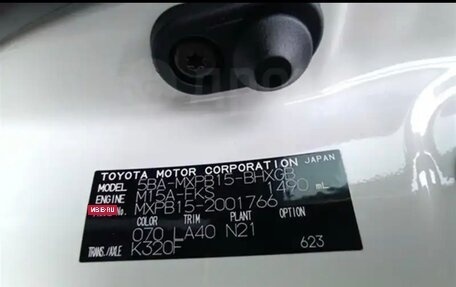 TOYOTA MOTOR CORPORATION JAPAN
MODEL 5BA-MXPB15-BHXGB
ENGINE M15A-FKS 1490 mL
No. MXPB15-2001766
COLOR TRIM PLANT OPTION
070 LA40 N21
TRANS./AXLE K320F 623